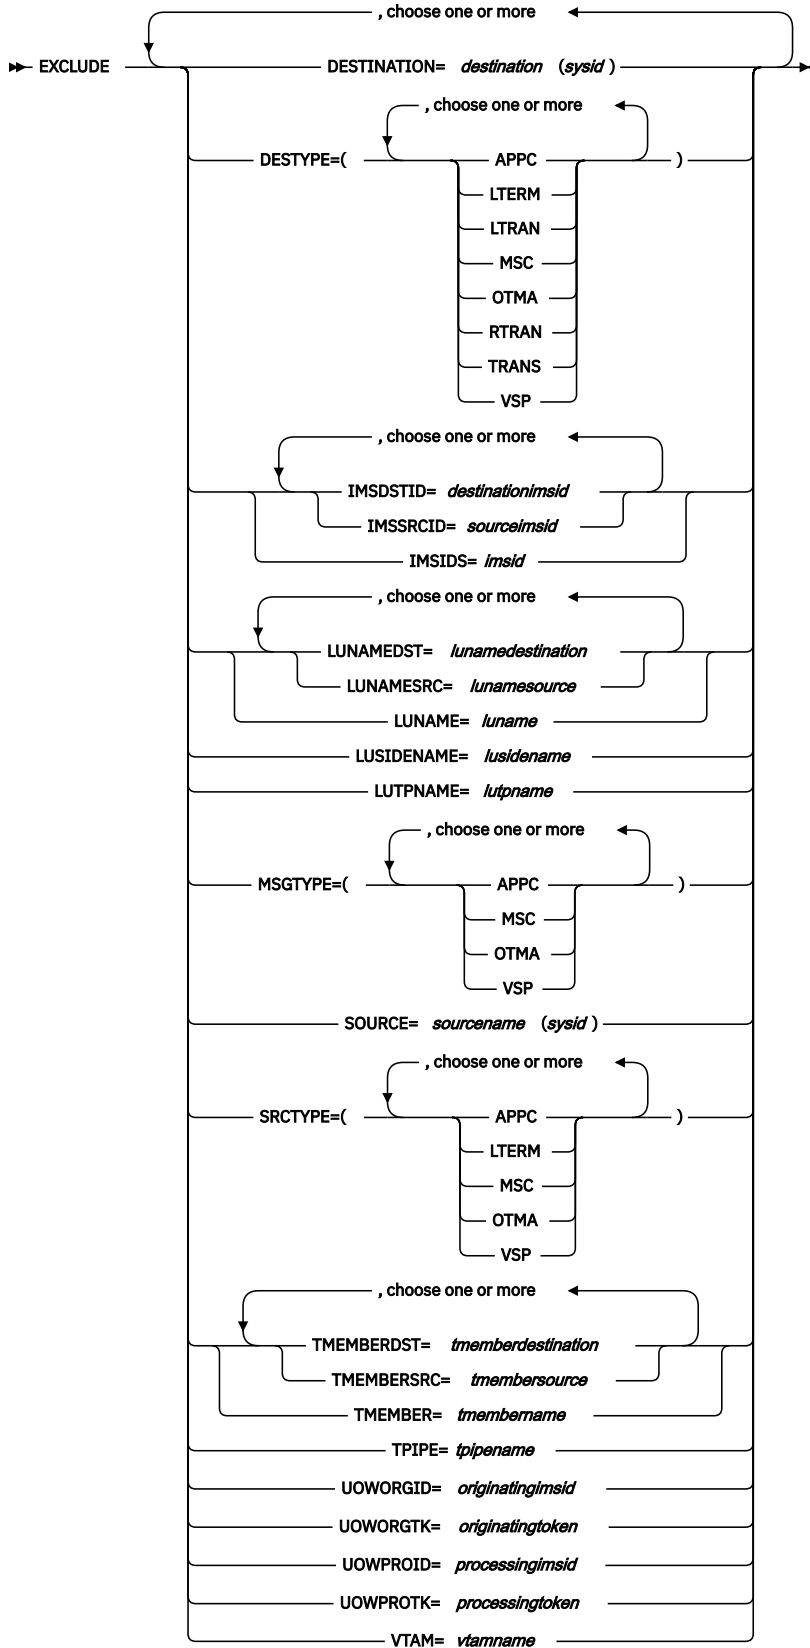 , choose one or more
EXCLUDE DESTINATION= destination (sysid)
, choose one or more
DESTYPE=( APPC )
LTERM
LTRAN
MSC
OTMA
RTRAN
TRANS
VSP
, choose one or more
IMSDSTID= destinationimsid
IMSSRCID= sourceimsid
IMSIDS= imsid
, choose one or more
LUNAMEDST= lunamedestination
LUNAMESRC= lunamesource
LUNAME= luname
LUSIDENAME= lusidename
LUTPNAME= lutpname
, choose one or more
MSGTYPE=( APPC )
MSC
OTMA
VSP
SOURCE= sourcename (sysid)
, choose one or more
SRCTYPE=( APPC )
LTERM
MSC
OTMA
VSP
, choose one or more
TMEMBERDST= tmemberdestination
TMEMBERSRC= tmembersource
TMEMBER= tmembername
TPIPE= tpipename
UOWORGID= originatingimsid
UOWORGTK= originatingtoken
UOWPROID= processingimsid
UOWPROTK= processingtoken
VTAM= vtamname